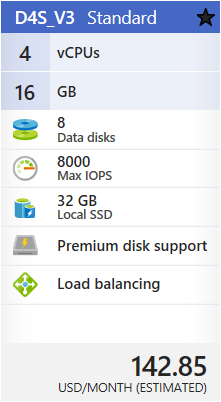 D4S_V3 Standard
4 vCPUs
16 GB
8
Data disks
8000
Max IOPS
32 GB
Local SSD
Premium disk support
Load balancing
142.85
USD/MONTH (ESTIMATED)